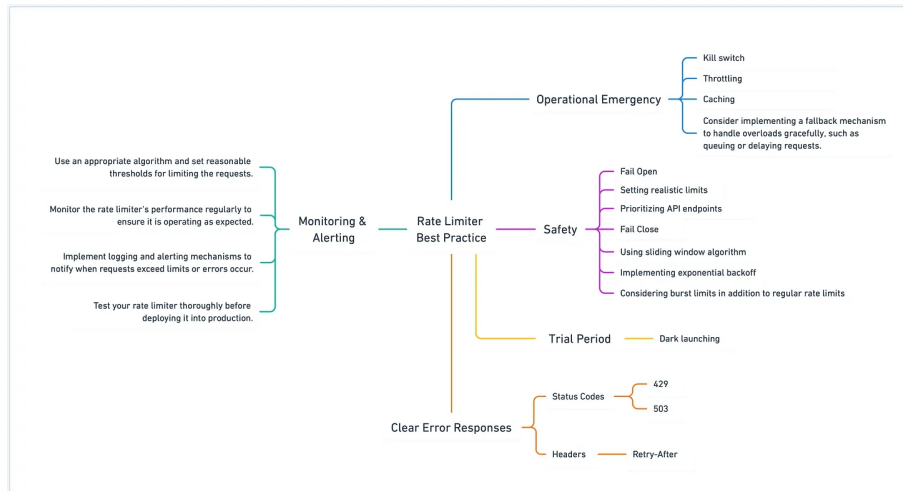 Kill switch
Operational Emergency
Throttling
Caching
Consider implementing a fallback mechanism
to handle overloads gracefully, such as
queuing or delaying requests.
Use an appropriate algorithm and set reasonable
thresholds for limiting the requests.
Monitor the rate limiter's performance regularly to
ensure it is operating as expected.
Implement logging and alerting mechanisms to
notify when requests exceed limits or errors occur.
Test your rate limiter thoroughly before
deploying it into production.
Monitoring &
Alerting
Rate Limiter
Best Practice
Safety
Fail Open
Setting realistic limits
Prioritizing API endpoints
Fail Close
Using sliding window algorithm
Implementing exponential backoff
Considering burst limits in addition to regular rate limits
Trial Period
Dark launching
Clear Error Responses
Status Codes
429
503
Headers
Retry-After